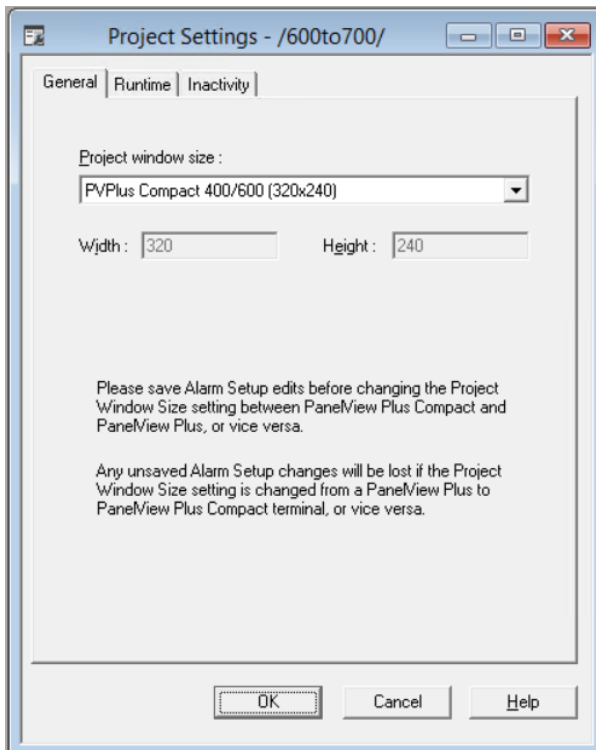 Project Settings - /600to700/
General Runtime Inactivity
Project window size :
PVPlus Compact 400/600 (320x240)
Width : 320 Height : 240
Please save Alarm Setup edits before changing the Project
Window Size setting between PanelView Plus Compact and
PanelView Plus, or vice versa.
Any unsaved Alarm Setup changes will be lost if the Project
Window Size setting is changed from a PanelView Plus to
PanelView Plus Compact terminal, or vice versa.
OK Cancel Help